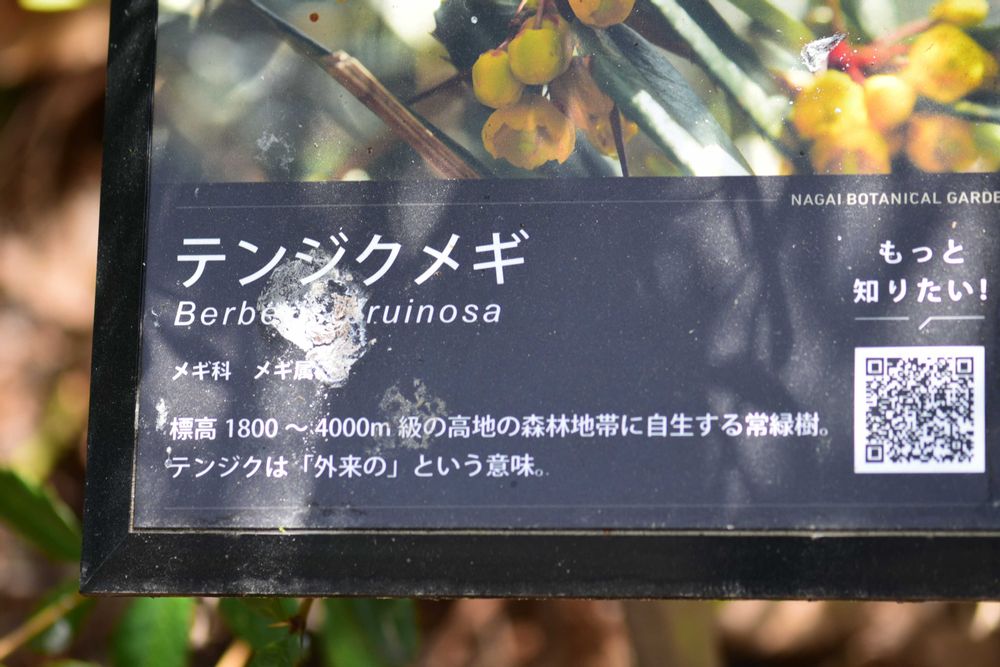 NAGAI BOTANICAL GARDE
テンジクメギ
もっと
知りたい!
メギ科 メギ属
標高 1800 ～ 4000m 級の高地の森林地帯に自生する常緑樹。
テンジクは「外来の」という意味。